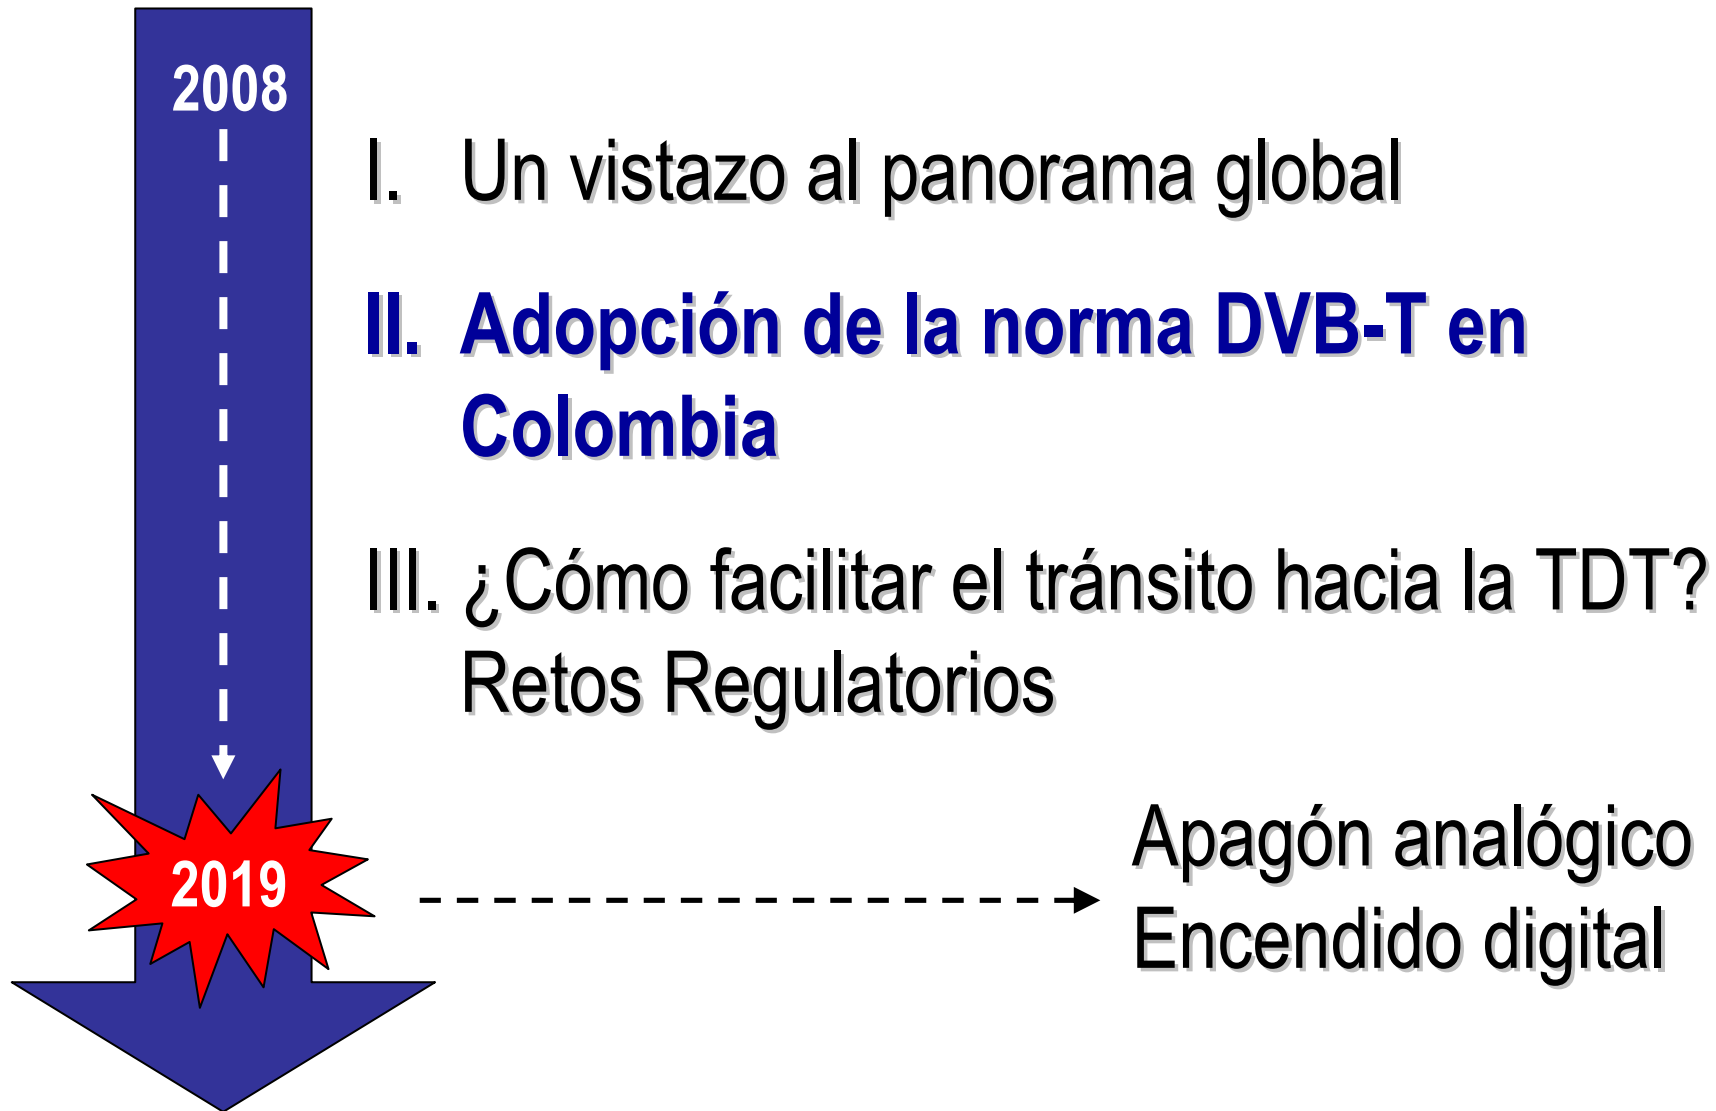 2008
I. Un vistazo al panorama global
II. Adopción de la norma DVB-T en
Colombia
III. ¿Cómo facilitar el tránsito hacia la TDT?
Retos Regulatorios
2019
Apagón analógico
Encendido digital